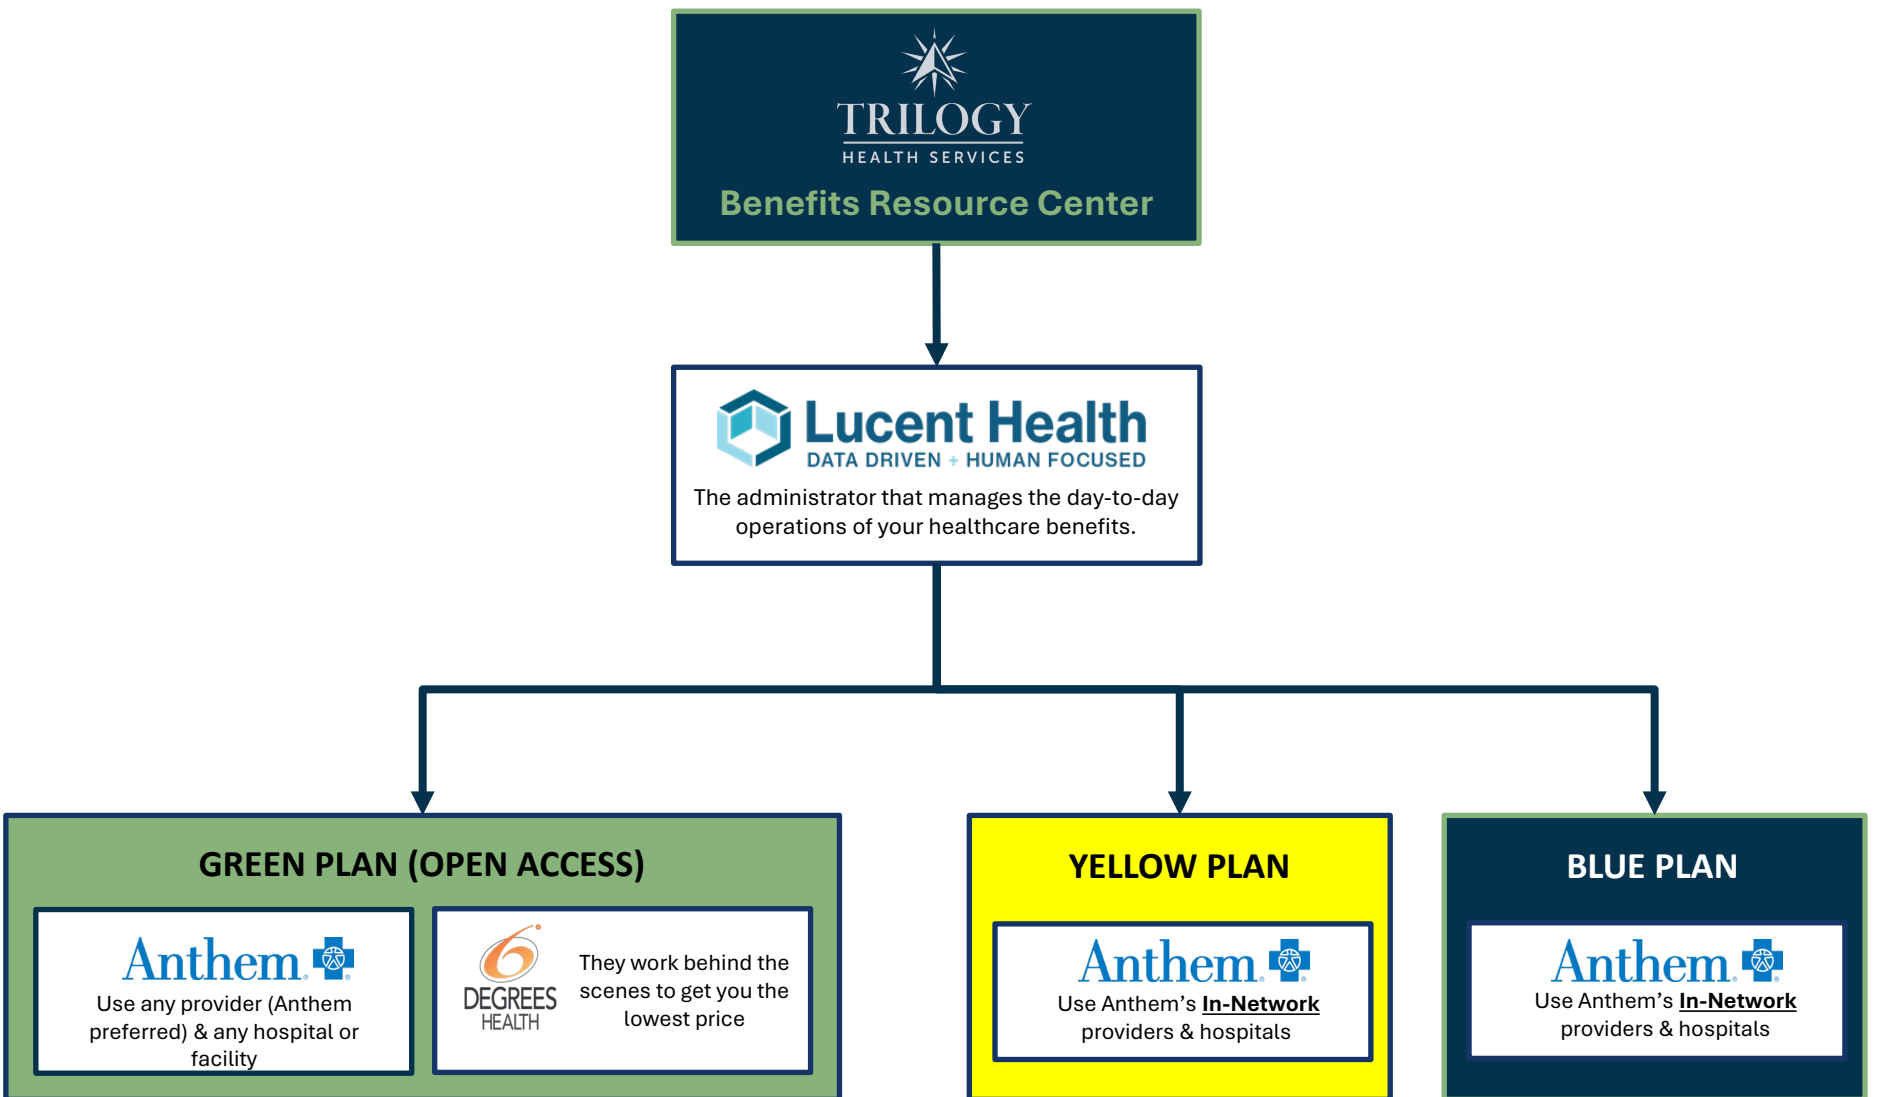 TRILOGY
HEALTH SERVICES
Benefits Resource Center
Lucent Health
DATA DRIVEN + HUMAN FOCUSED
The administrator that manages the day-to-day
operations of your healthcare benefits.
GREEN PLAN (OPEN ACCESS)
Anthem
Use any provider (Anthem
preferred) & any hospital or
facility
6°
DEGREES
HEALTH
They work behind the
scenes to get you the
lowest price
YELLOW PLAN
Anthem
Use Anthem’s In-Network
providers & hospitals
BLUE PLAN
Anthem
Use Anthem’s In-Network
providers & hospitals